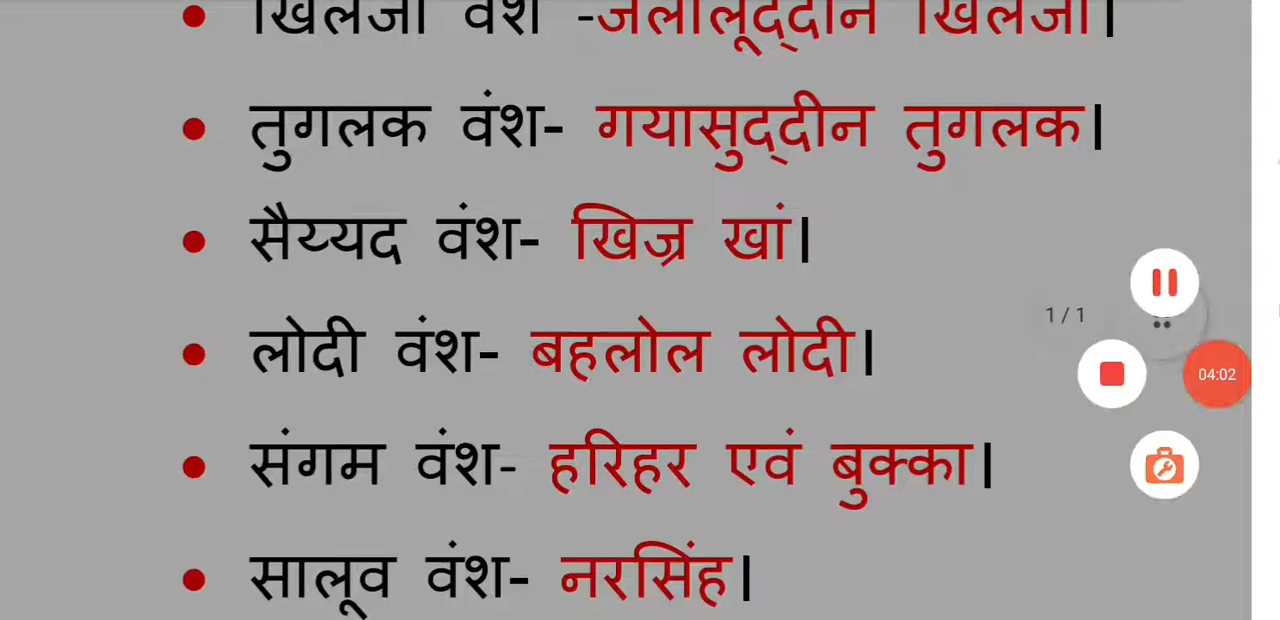 खिलजी वंश -जलालूद्दीन खिलजी।
तुगलक वंश- गयासुद्दीन तुगलक।
सैय्यद वंश- खिज्र खां।
1 / 1
लोदी वंश- बहलोल लोदी।
04:02
संगम वंश- हरिहर एवं बुक्का।
सालूव वंश- नरसिंह।